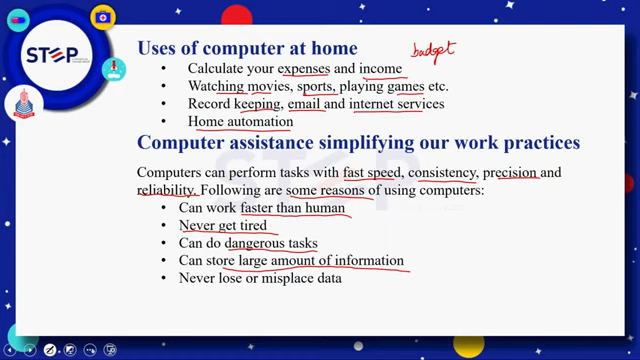 STEP
Uses of computer at home
budget
• Calculate your expenses and income
• Watching movies, sports, playing games etc.
• Record keeping, email and internet services
• Home automation
Computer assistance simplifying our work practices
Computers can perform tasks with fast speed, consistency, precision and
reliability. Following are some reasons of using computers:
• Can work faster than human
• Never get tired
• Can do dangerous tasks
• Can store large amount of information
• Never lose or misplace data
STEP